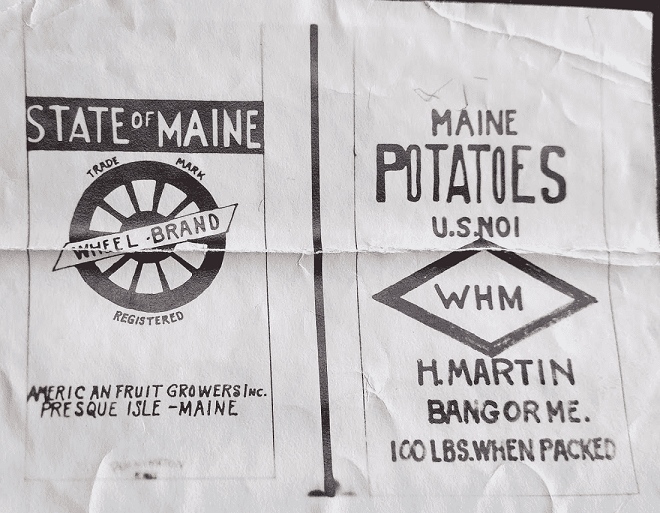 STATE OF MAINE
TRADE MARK
WHEEL-BRAND
REGISTERED
AMERICAN FRUIT GROWERS INC.
PRESQUE ISLE - MAINE
MAINE
POTATOES
U.S.NO1
WHM
H.MARTIN
BANGOR ME.
100 LBS.WHEN PACKED